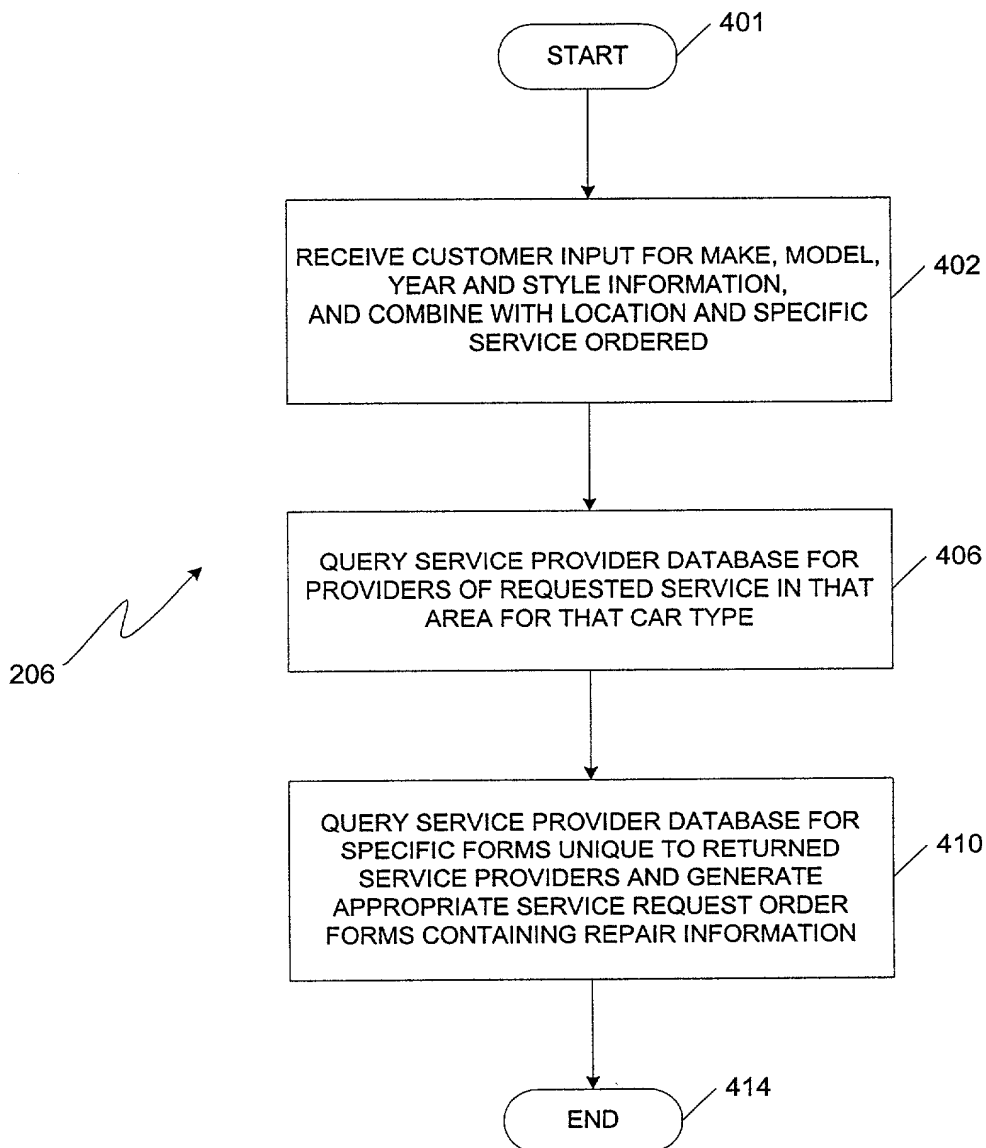 401
START
RECEIVE CUSTOMER INPUT FOR MAKE, MODEL,
YEAR AND STYLE INFORMATION,
AND COMBINE WITH LOCATION AND SPECIFIC
SERVICE ORDERED
402
QUERY SERVICE PROVIDER DATABASE FOR
PROVIDERS OF REQUESTED SERVICE IN THAT
AREA FOR THAT CAR TYPE
406
206
QUERY SERVICE PROVIDER DATABASE FOR
SPECIFIC FORMS UNIQUE TO RETURNED
SERVICE PROVIDERS AND GENERATE
APPROPRIATE SERVICE REQUEST ORDER
FORMS CONTAINING REPAIR INFORMATION
410
414
END